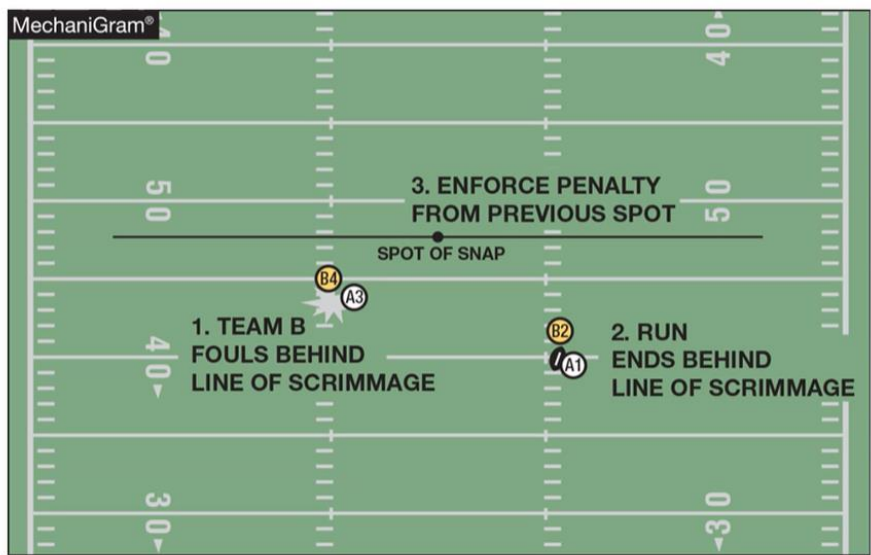 MechaniGram®
40
40
50
50
3. ENFORCE PENALTY
FROM PREVIOUS SPOT
SPOT OF SNAP
B4
A3
1. TEAM B
FOULS BEHIND
LINE OF SCRIMMAGE
B2
A1
2. RUN
ENDS BEHIND
LINE OF SCRIMMAGE
40
30
30